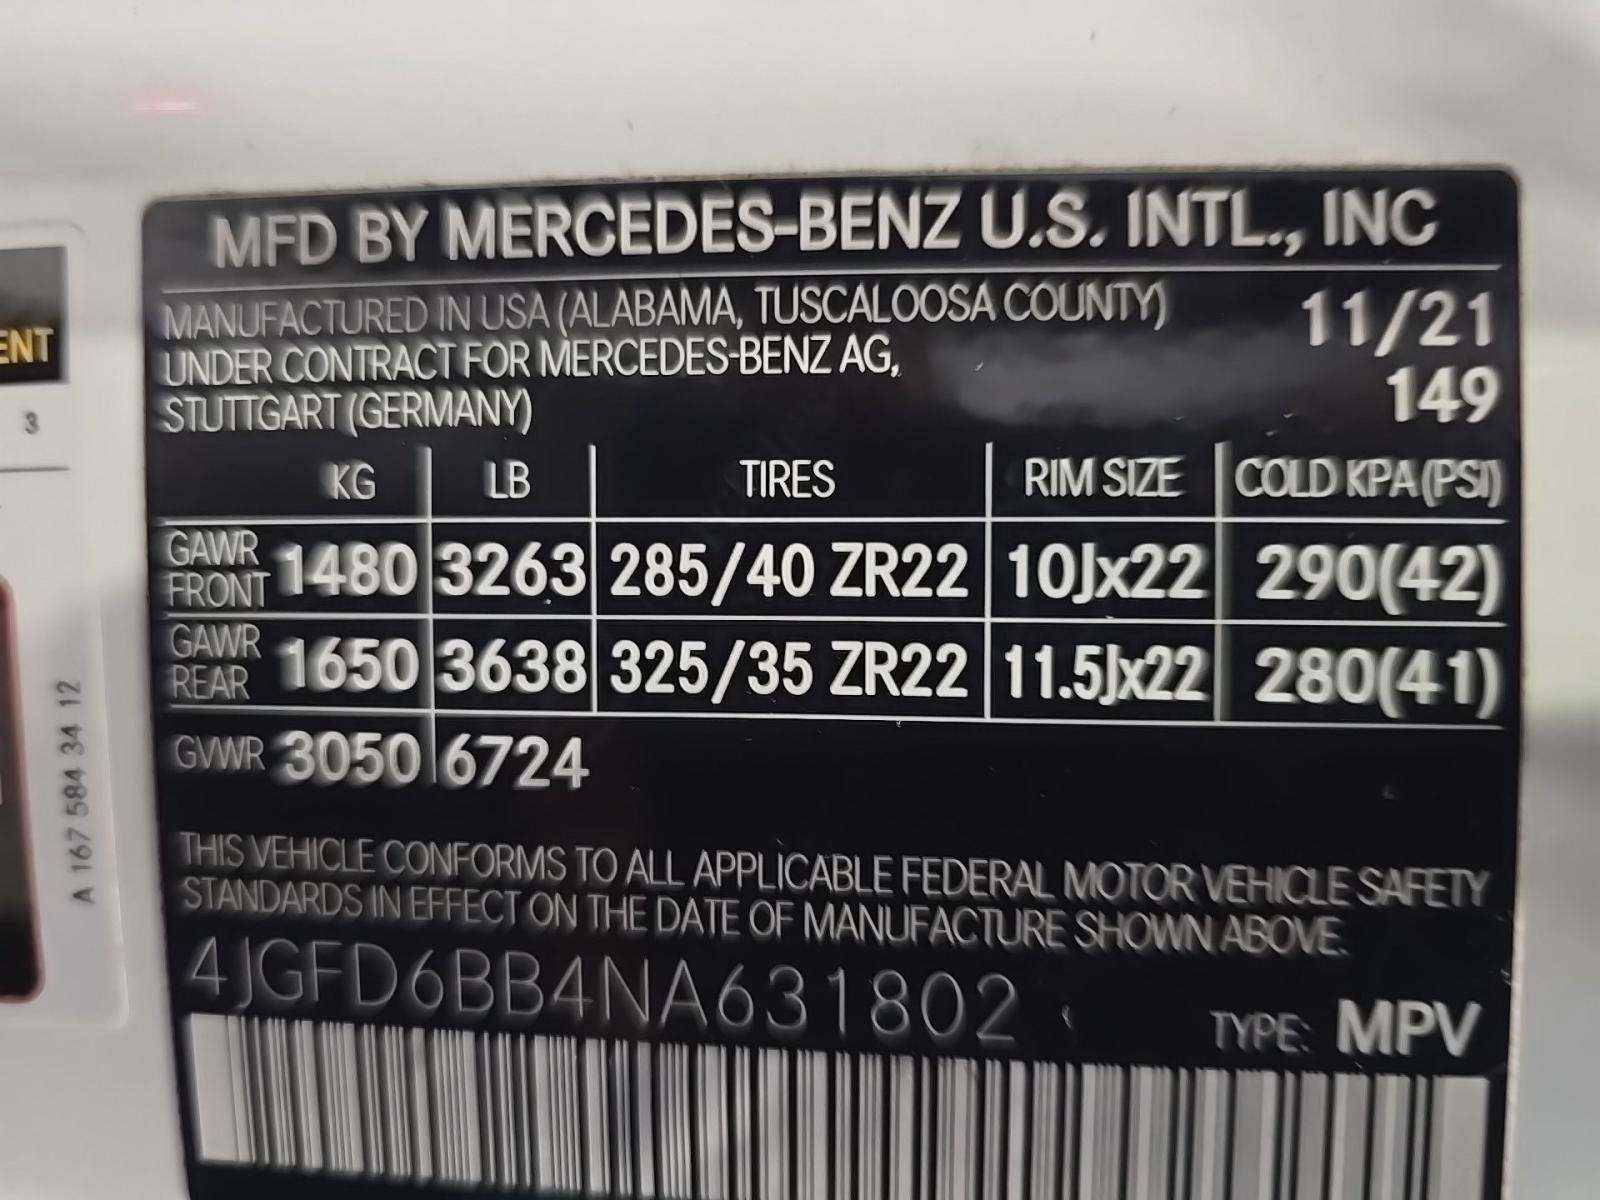 MFD BY MERCEDES-BENZ U.S. INTL., INC
MANUFACTURED IN USA (ALABAMA, TUSCALOOSA COUNTY) 11/21
UNDER CONTRACT FOR MERCEDES-BENZ AG,
149
STUTTGART (GERMANY)
KG LB TIRES RIM SIZE COLD KPA (PSI)
GAWR FRONT 1480 3263 285/40 ZR22 10Jx22 290(42)
GAWR REAR 1650 3638 325/35 ZR22 11.5Jx22 280(41)
GVWR 3050 6724
THIS VEHICLE CONFORMS TO ALL APPLICABLE FEDERAL MOTOR VEHICLE SAFETY
STANDARDS IN EFFECT ON THE DATE OF MANUFACTURE SHOWN ABOVE.
4JGFD6BB4NA631802
TYPE: MPV
ENT
3
A 167 584 34 12